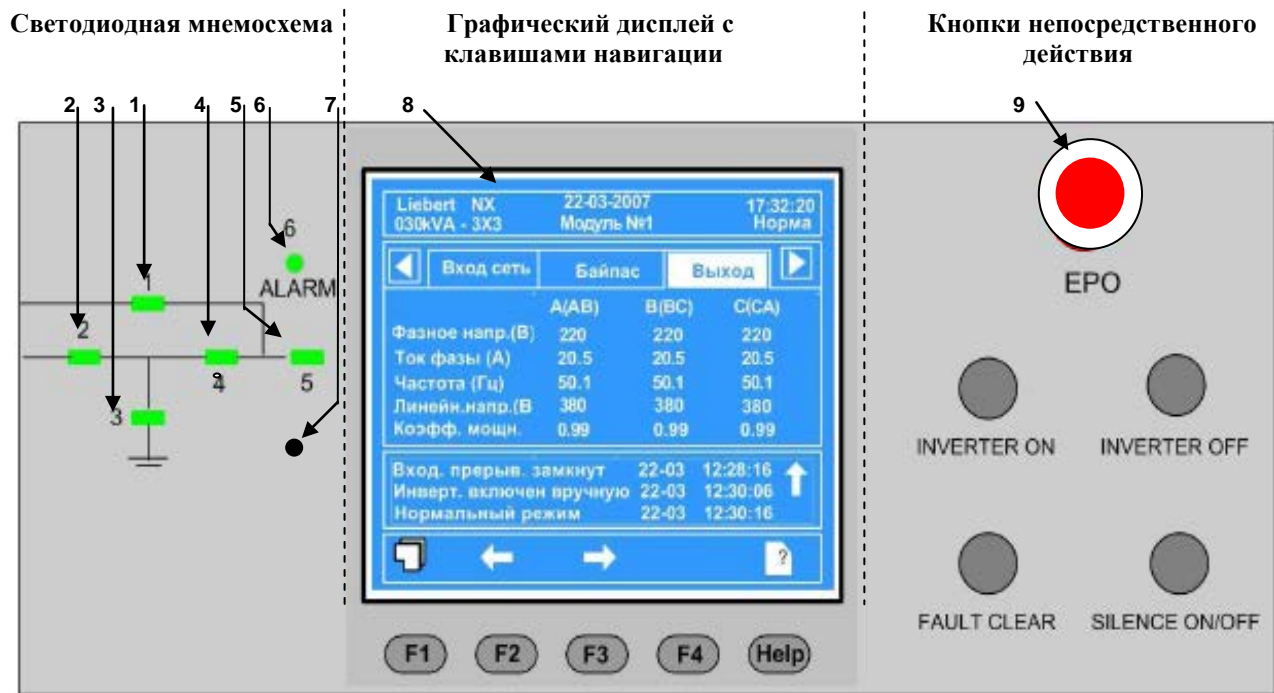 Светодиодная мнемосхема
Графический дисплей с
клавишами навигации
Кнопки непосредственного
действия
2 3 1 4 5 6 7 8 9
6
ALARM
1
2
4
5
3
Liebert NX 22-03-2007 17:32:20
030kVA - 3X3 Модуль №1 Норма
Вход сеть Байпас Выход
A(AB) B(BC) C(CA)
Фазное напр.(В) 220 220 220
Ток фазы (А) 20.5 20.5 20.5
Частота (Гц) 50.1 50.1 50.1
Линейн.напр.(В 380 380 380
Коэфф. мощн. 0.99 0.99 0.99
Вход. прерыв. замкнут 22-03 12:28:16
Инверт. включен вручную 22-03 12:30:06
Нормальный режим 22-03 12:30:16
?
F1 F2 F3 F4 Help
EPO
INVERTER ON INVERTER OFF
FAULT CLEAR SILENCE ON/OFF